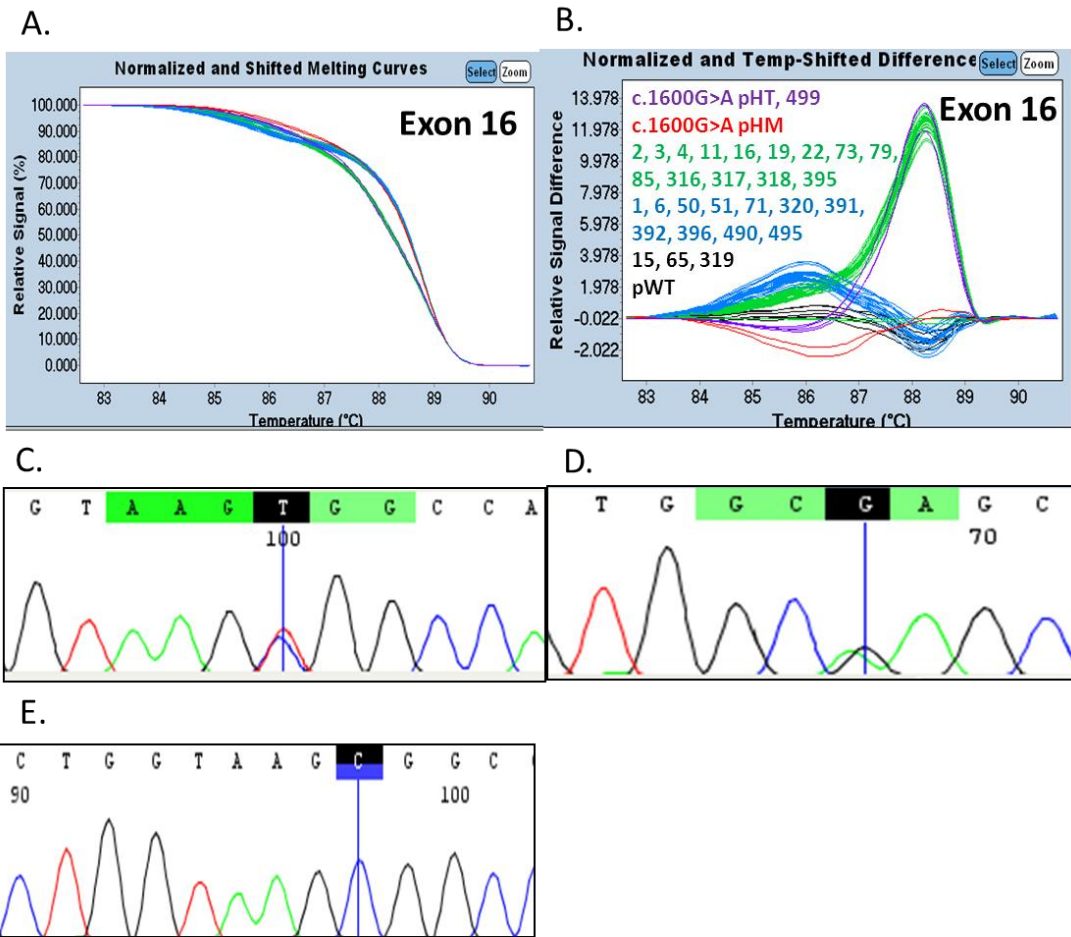 A.
Normalized and Shifted Melting Curves
Select
Zoom
Exon 16
100.000
90.000
80.000
70.000
60.000
50.000
40.000
30.000
20.000
10.000
0.000
Relative Signal (%)
83 84 85 86 87 88 89 90
Temperature (°C)
B.
Normalized and Temp-Shifted Difference
Select
Zoom
Exon 16
c.1600G>A pHT, 499
c.1600G>A pHM
2, 3, 4, 11, 16, 19, 22, 73, 79,
85, 316, 317, 318, 395
1, 6, 50, 51, 71, 320, 391,
392, 396, 490, 495
15, 65, 319
pWT
13.978
11.978
9.978
7.978
5.978
3.978
1.978
-0.022
-2.022
Relative Signal Difference
83 84 85 86 87 88 89 90
Temperature (°C)
C.
G T A A G T G G C C A
100
D.
T G G C G A G C
70
E.
C T G G T A A G C G G C
90 100